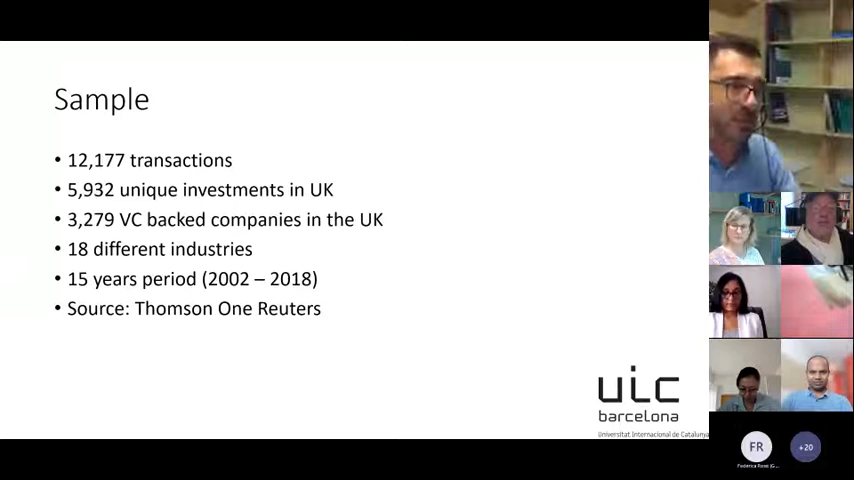 Sample
• 12,177 transactions
• 5,932 unique investments in UK
• 3,279 VC backed companies in the UK
• 18 different industries
• 15 years period (2002 – 2018)
• Source: Thomson One Reuters
uic
barcelona
Universitat Internacional de Catalunya
FR
+20